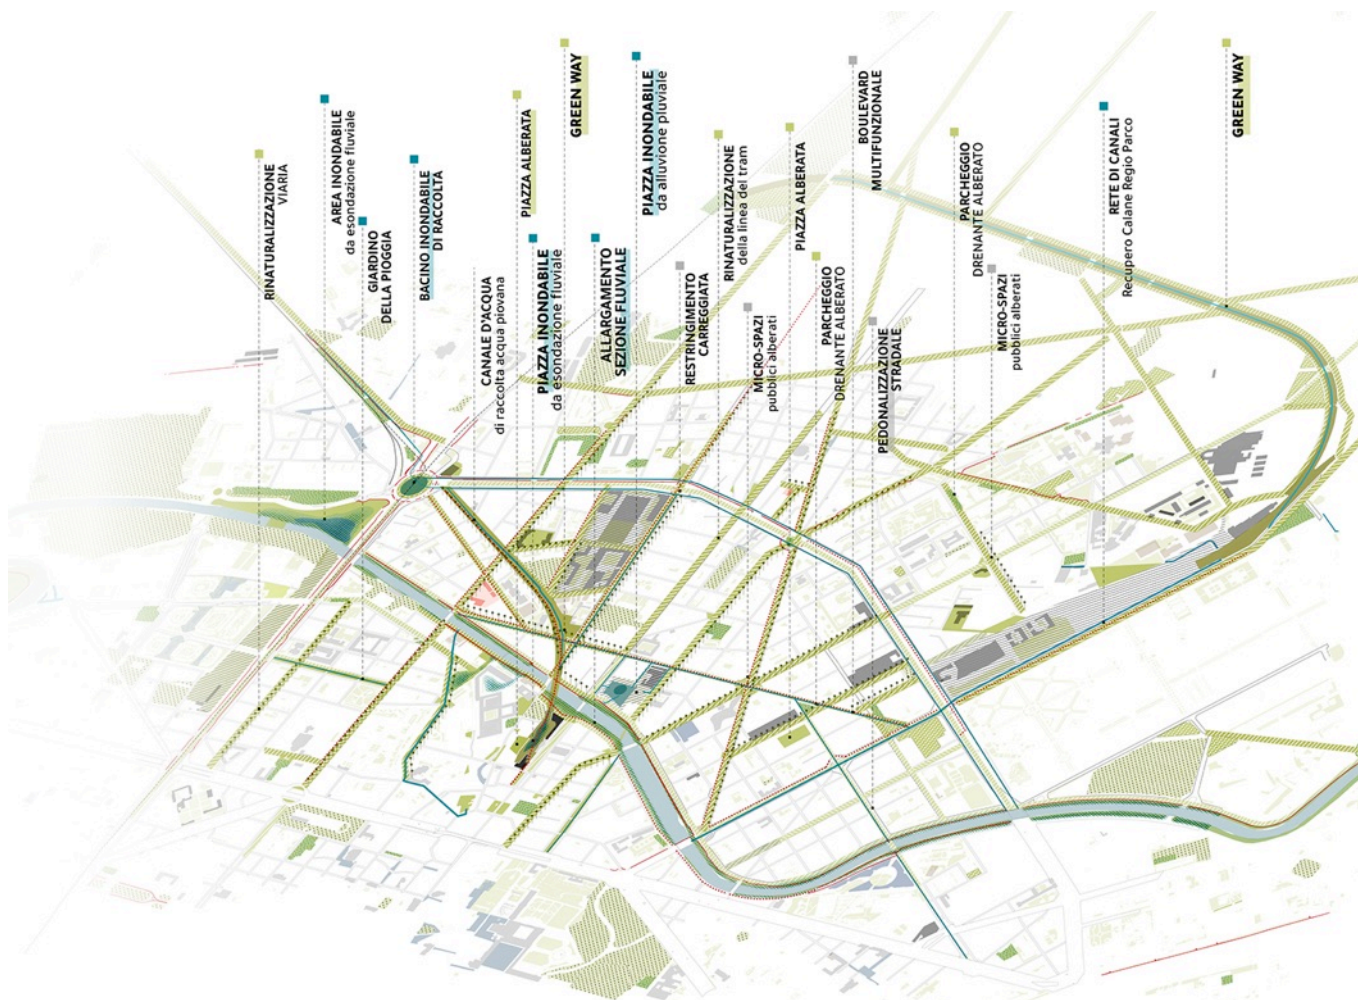 RINATURALIZZAZIONE
VIARIA
AREA INONDABILE
da esondazione fluviale
GIARDINO
DELLA PIOGGIA
BACINO INONDABILE
DI RACCOLTA
CANALE D'ACQUA
di raccolta acqua piovana
PIAZZA ALBERATA
PIAZZA INONDABILE
da esondazione fluviale
GREEN WAY
ALLARGAMENTO
SEZIONE FLUVIALE
PIAZZA INONDABILE
da alluvione pluviale
RESTRINGIMENTO
CARREGGIATA
RINATURALIZZAZIONE
della linea del tram
MICRO-SPAZI
pubblici alberati
PIAZZA ALBERATA
PARCHEGGIO
DRENANTE ALBERATO
BOULEVARD
MULTIFUNZIONALE
PEDONALIZZAZIONE
STRADALE
PARCHEGGIO
DRENANTE ALBERATO
MICRO-SPAZI
pubblici alberati
RETE DI CANALI
Recupero Calane Regio Parco
GREEN WAY